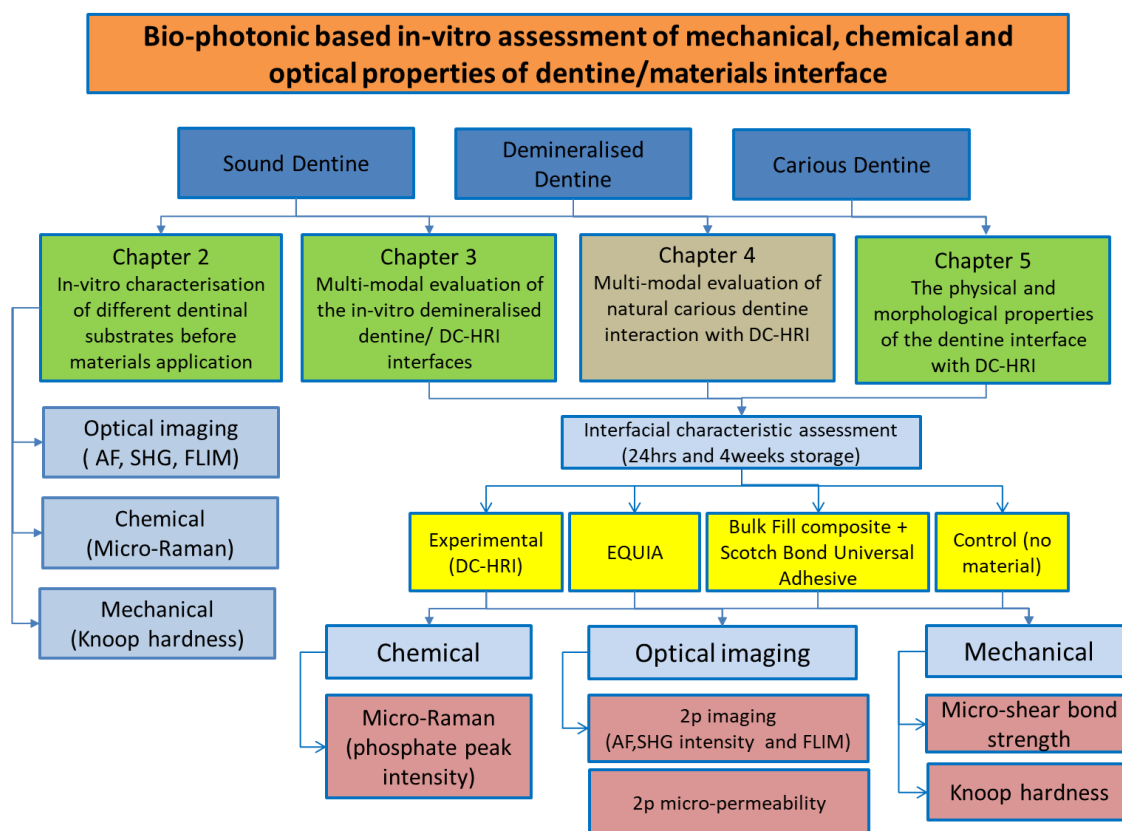 Bio-photonic based in-vitro assessment of mechanical, chemical and
optical properties of dentine/materials interface
Sound Dentine
Demineralised
Dentine
Carious Dentine
Chapter 2
In-vitro characterisation
of different dentinal
substrates before
materials application
Chapter 3
Multi-modal evaluation of
the in-vitro demineralised
dentine/ DC-HRI
interfaces
Chapter 4
Multi-modal evaluation of
natural carious dentine
interaction with DC-HRI
Chapter 5
The physical and
morphological properties
of the dentine interface
with DC-HRI
Optical imaging
( AF, SHG, FLIM)
Chemical
(Micro-Raman)
Mechanical
(Knoop hardness)
Interfacial characteristic assessment
(24hrs and 4weeks storage)
Experimental
(DC-HRI)
EQUIA
Bulk Fill composite +
Scotch Bond Universal
Adhesive
Control (no
material)
Chemical
Optical imaging
Mechanical
Micro-Raman
(phosphate peak
intensity)
2p imaging
(AF,SHG intensity and FLIM)
2p micro-permeability
Micro-shear bond
strength
Knoop hardness